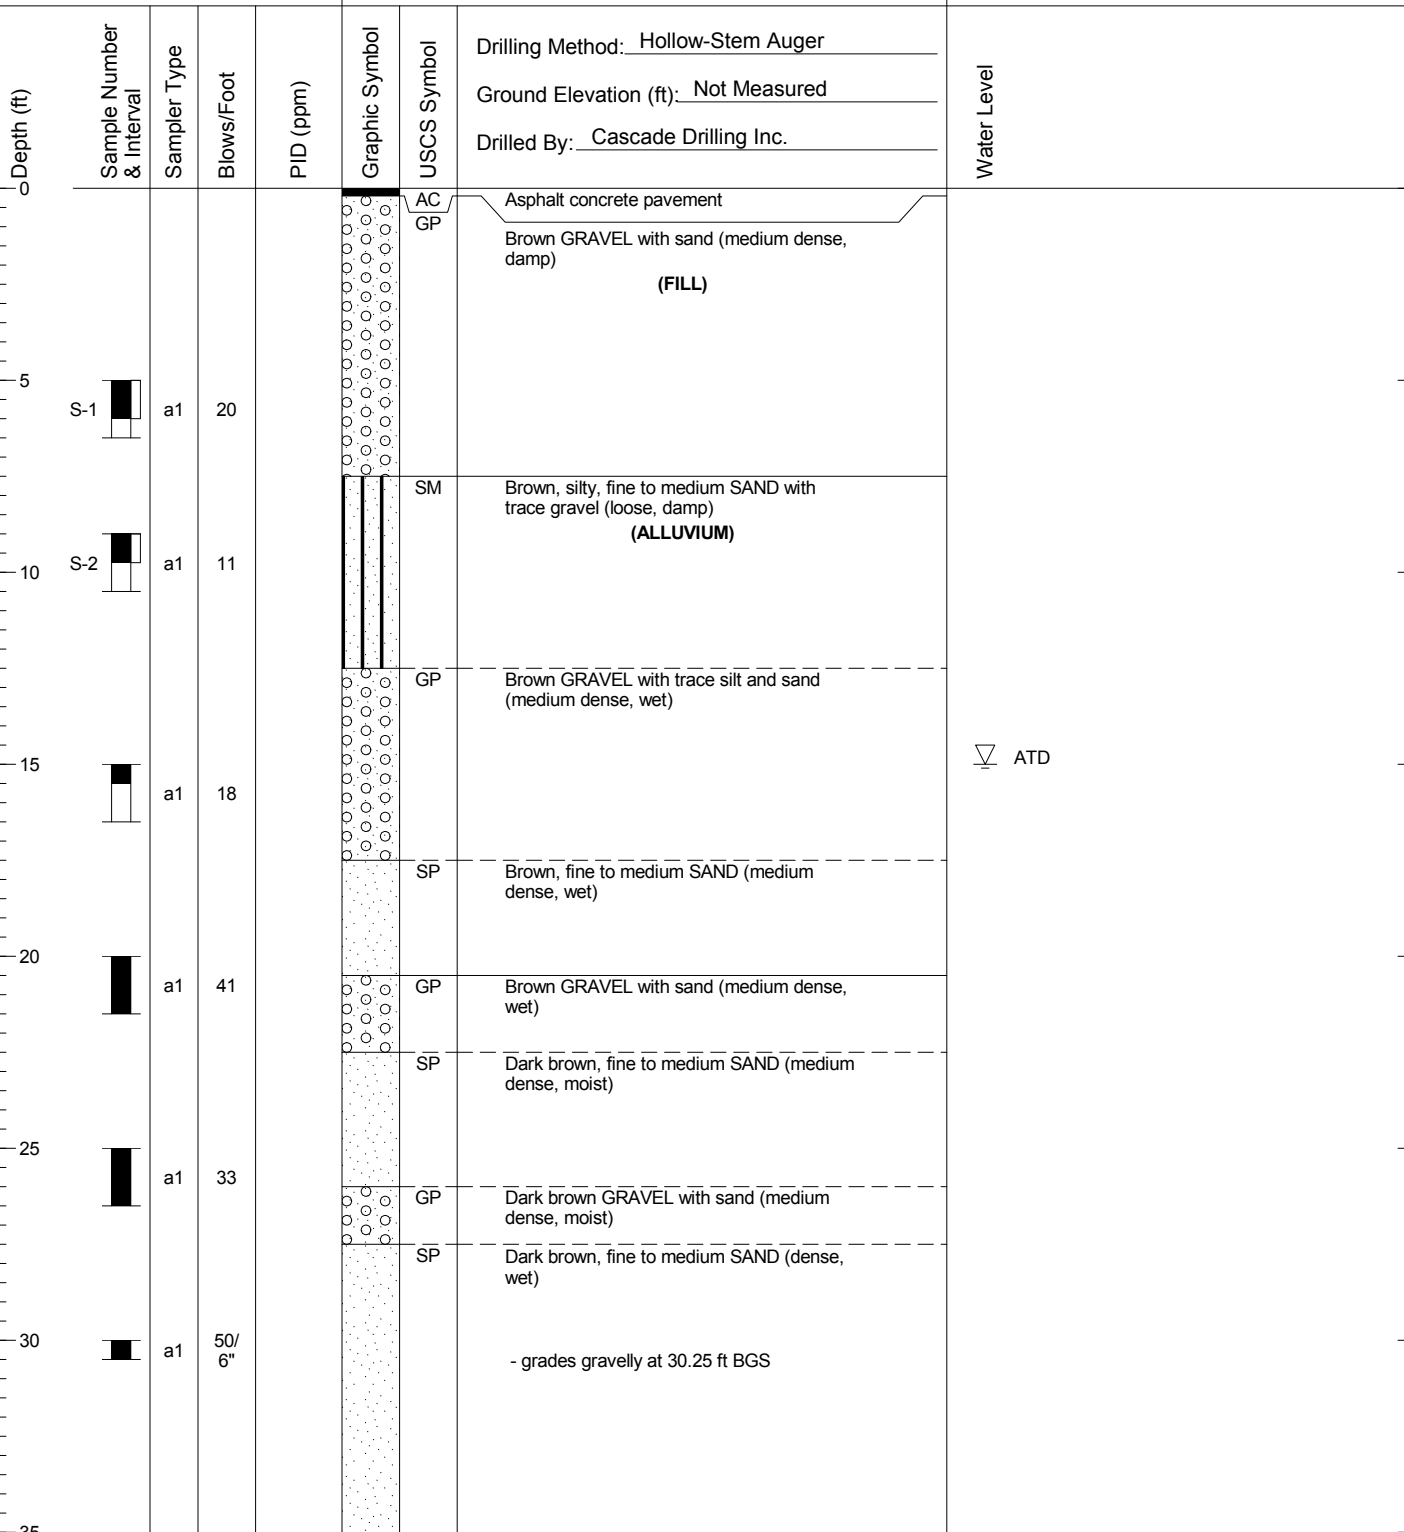 Depth (ft)
Sample Number
& Interval
Sampler Type
Blows/Foot
PID (ppm)
Graphic Symbol
USCS Symbol
Drilling Method: Hollow-Stem Auger
Ground Elevation (ft): Not Measured
Drilled By: Cascade Drilling Inc.
Water Level
0
AC Asphalt concrete pavement
GP Brown GRAVEL with sand (medium dense,
damp)
(FILL)
5
S-1 a1 20
SM Brown, silty, fine to medium SAND with
trace gravel (loose, damp)
(ALLUVIUM)
S-2 a1 11
10
GP Brown GRAVEL with trace silt and sand
(medium dense, wet)
15 ATD
a1 18
SP Brown, fine to medium SAND (medium
dense, wet)
20
a1 41 GP Brown GRAVEL with sand (medium dense,
wet)
SP Dark brown, fine to medium SAND (medium
dense, moist)
25
a1 33
GP Dark brown GRAVEL with sand (medium
dense, moist)
SP Dark brown, fine to medium SAND (dense,
wet)
30 50/
a1 6"
- grades gravelly at 30.25 ft BGS
35